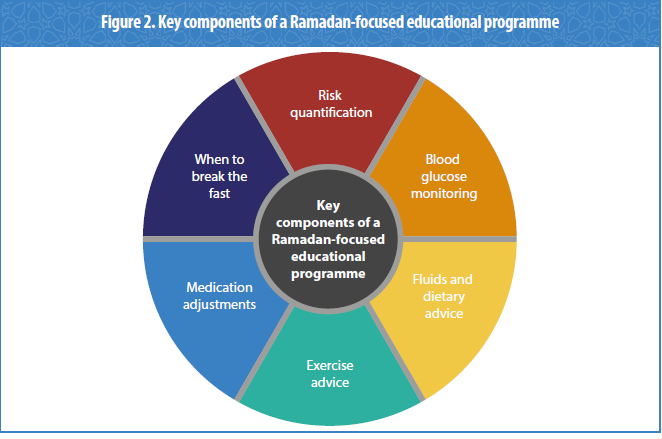 Figure 2. Key components of a Ramadan-focused educational programme
Risk
quantification
Blood
glucose
monitoring
Fluids and
dietary
advice
Exercise
advice
Medication
adjustments
When to
break the
fast
Key
components of a
Ramadan-focused
educational
programme